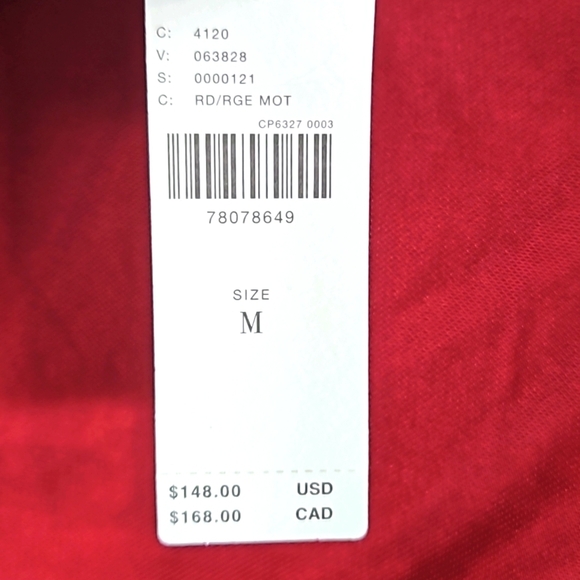 C: 4120
V: 063828
S: 0000121
C: RD/RGE MOT
CP6327 0003
78078649
SIZE
M
$148.00 USD
$168.00 CAD